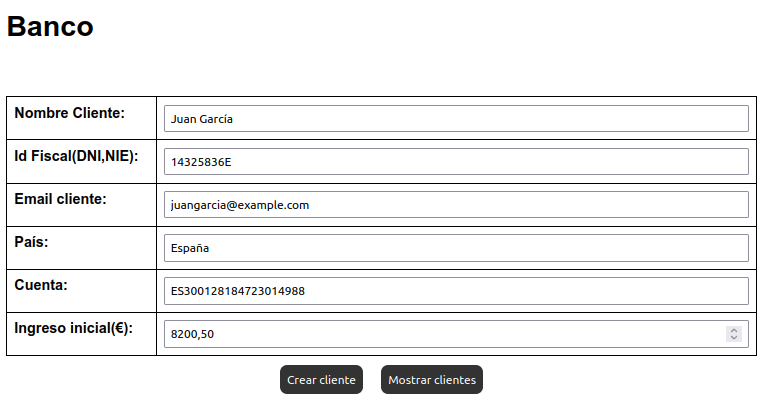 Banco
Nombre Cliente: Juan García
Id Fiscal(DNI,NIE): 14325836E
Email cliente: juangarcia@example.com
País: España
Cuenta: ES300128184723014988
Ingreso inicial(€): 8200,50
Crear cliente Mostrar clientes